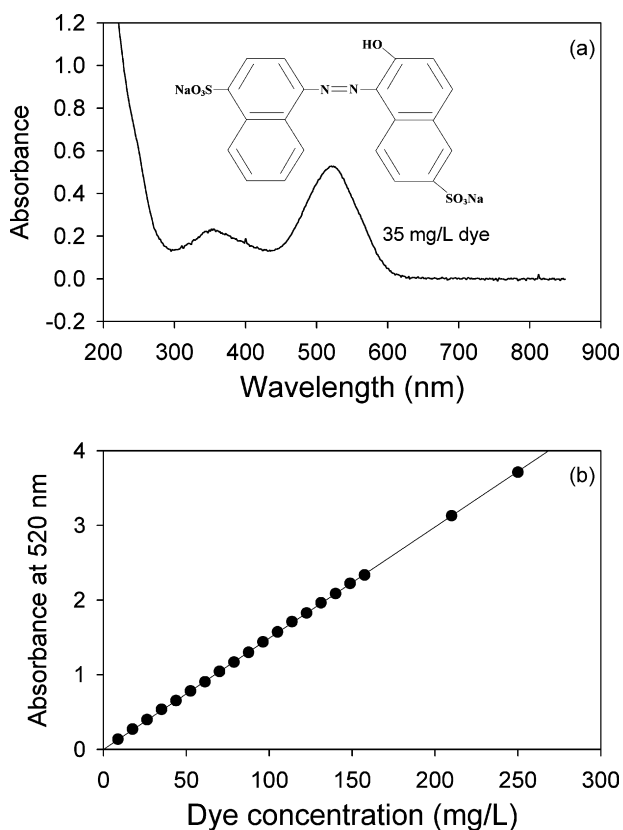 1.2
(a)
HO
1.0
NaO₃S
N=N
0.8
0.6
Absorbance
SO₃Na
0.4
35 mg/L dye
0.2
0.0
-0.2
200 300 400 500 600 700 800 900
Wavelength (nm)
4
(b)
3
Absorbance at 520 nm
2
1
0
0 50 100 150 200 250 300
Dye concentration (mg/L)